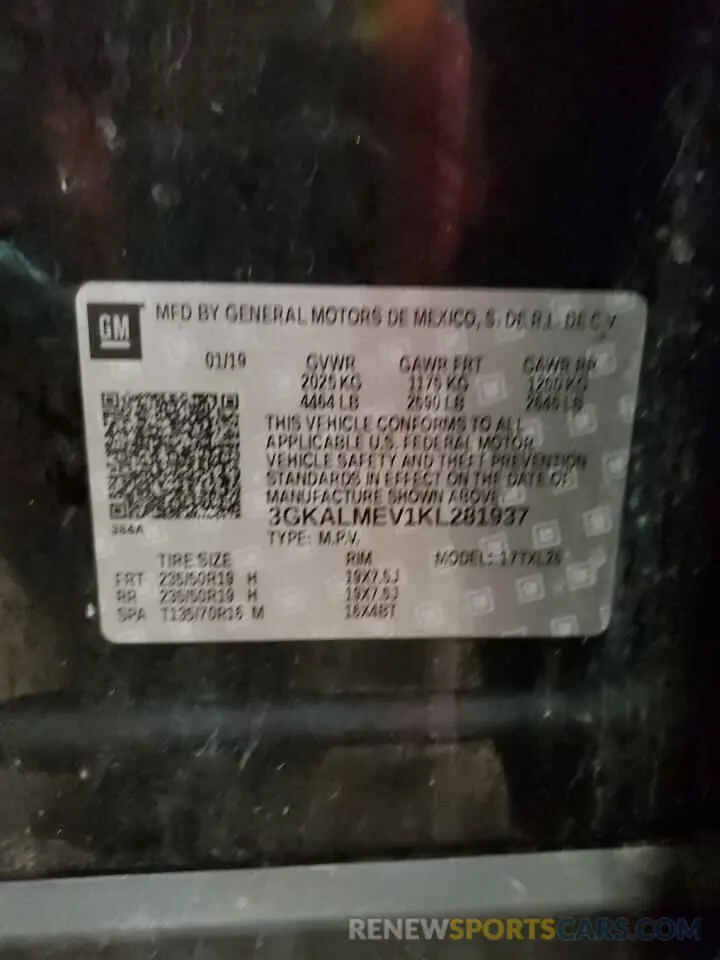 GM
MFD BY GENERAL MOTORS DE MEXICO, S. DE R.L. DE C.V
01/19 GVWR GAWR FRT GAWR RR
2025 KG 1175 KG 1200 KG
4464 LB 2590 LB 2645 LB
THIS VEHICLE CONFORMS TO ALL
APPLICABLE U.S. FEDERAL MOTOR
VEHICLE SAFETY AND THEFT PREVENTION
STANDARDS IN EFFECT ON THE DATE OF
MANUFACTURE SHOWN ABOVE.
3GKALMEV1KL281937
384A
TYPE: M.P.V. MODEL: 17TXL26
TIRE SIZE RIM
FRT 235/50R19 H 19X7.5J
RR 235/50R19 H 19X7.5J
SPA T135/70R16 M 16X4BT
RENEWSPORTSCARS.COM